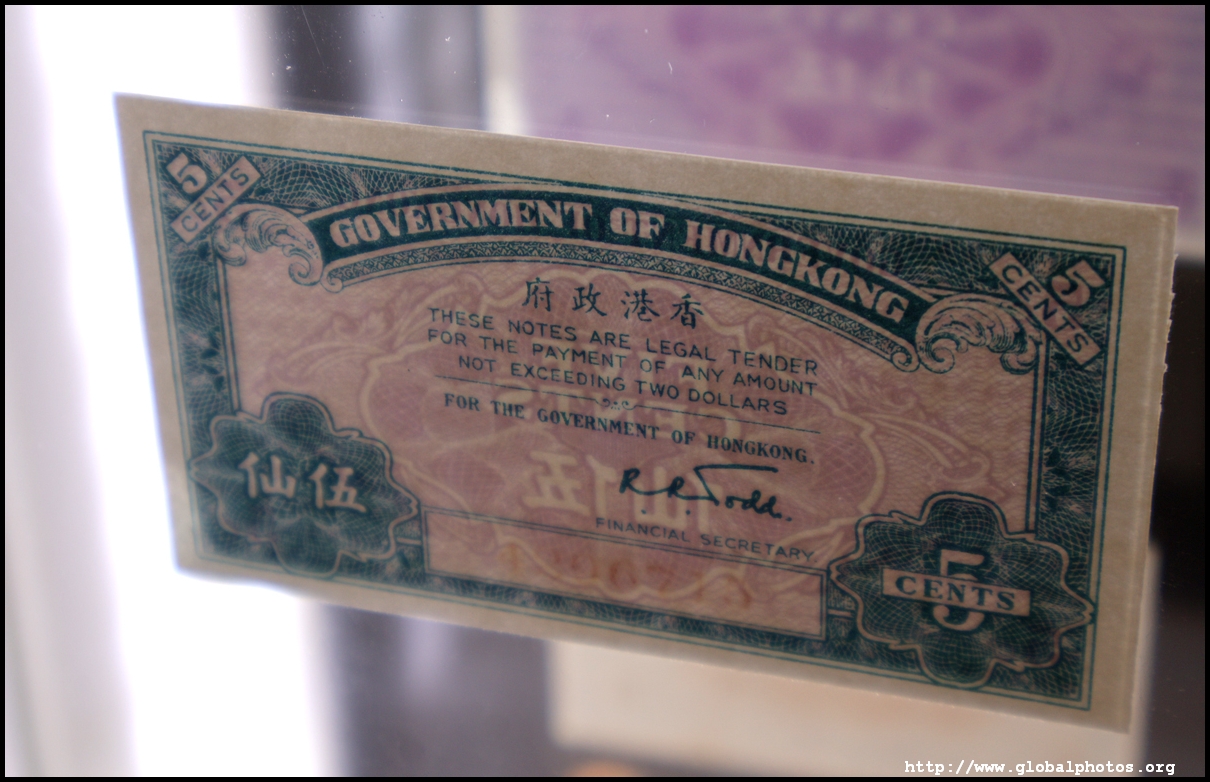 5
CENTS
5
CENTS
GOVERNMENT OF HONGKONG
府政港香
THESE NOTES ARE LEGAL TENDER
FOR THE PAYMENT OF ANY AMOUNT
NOT EXCEEDING TWO DOLLARS
FOR THE GOVERNMENT OF HONGKONG.
R. R. Todd.
FINANCIAL SECRETARY
仙伍
5
CENTS
http://www.globalphotos.org